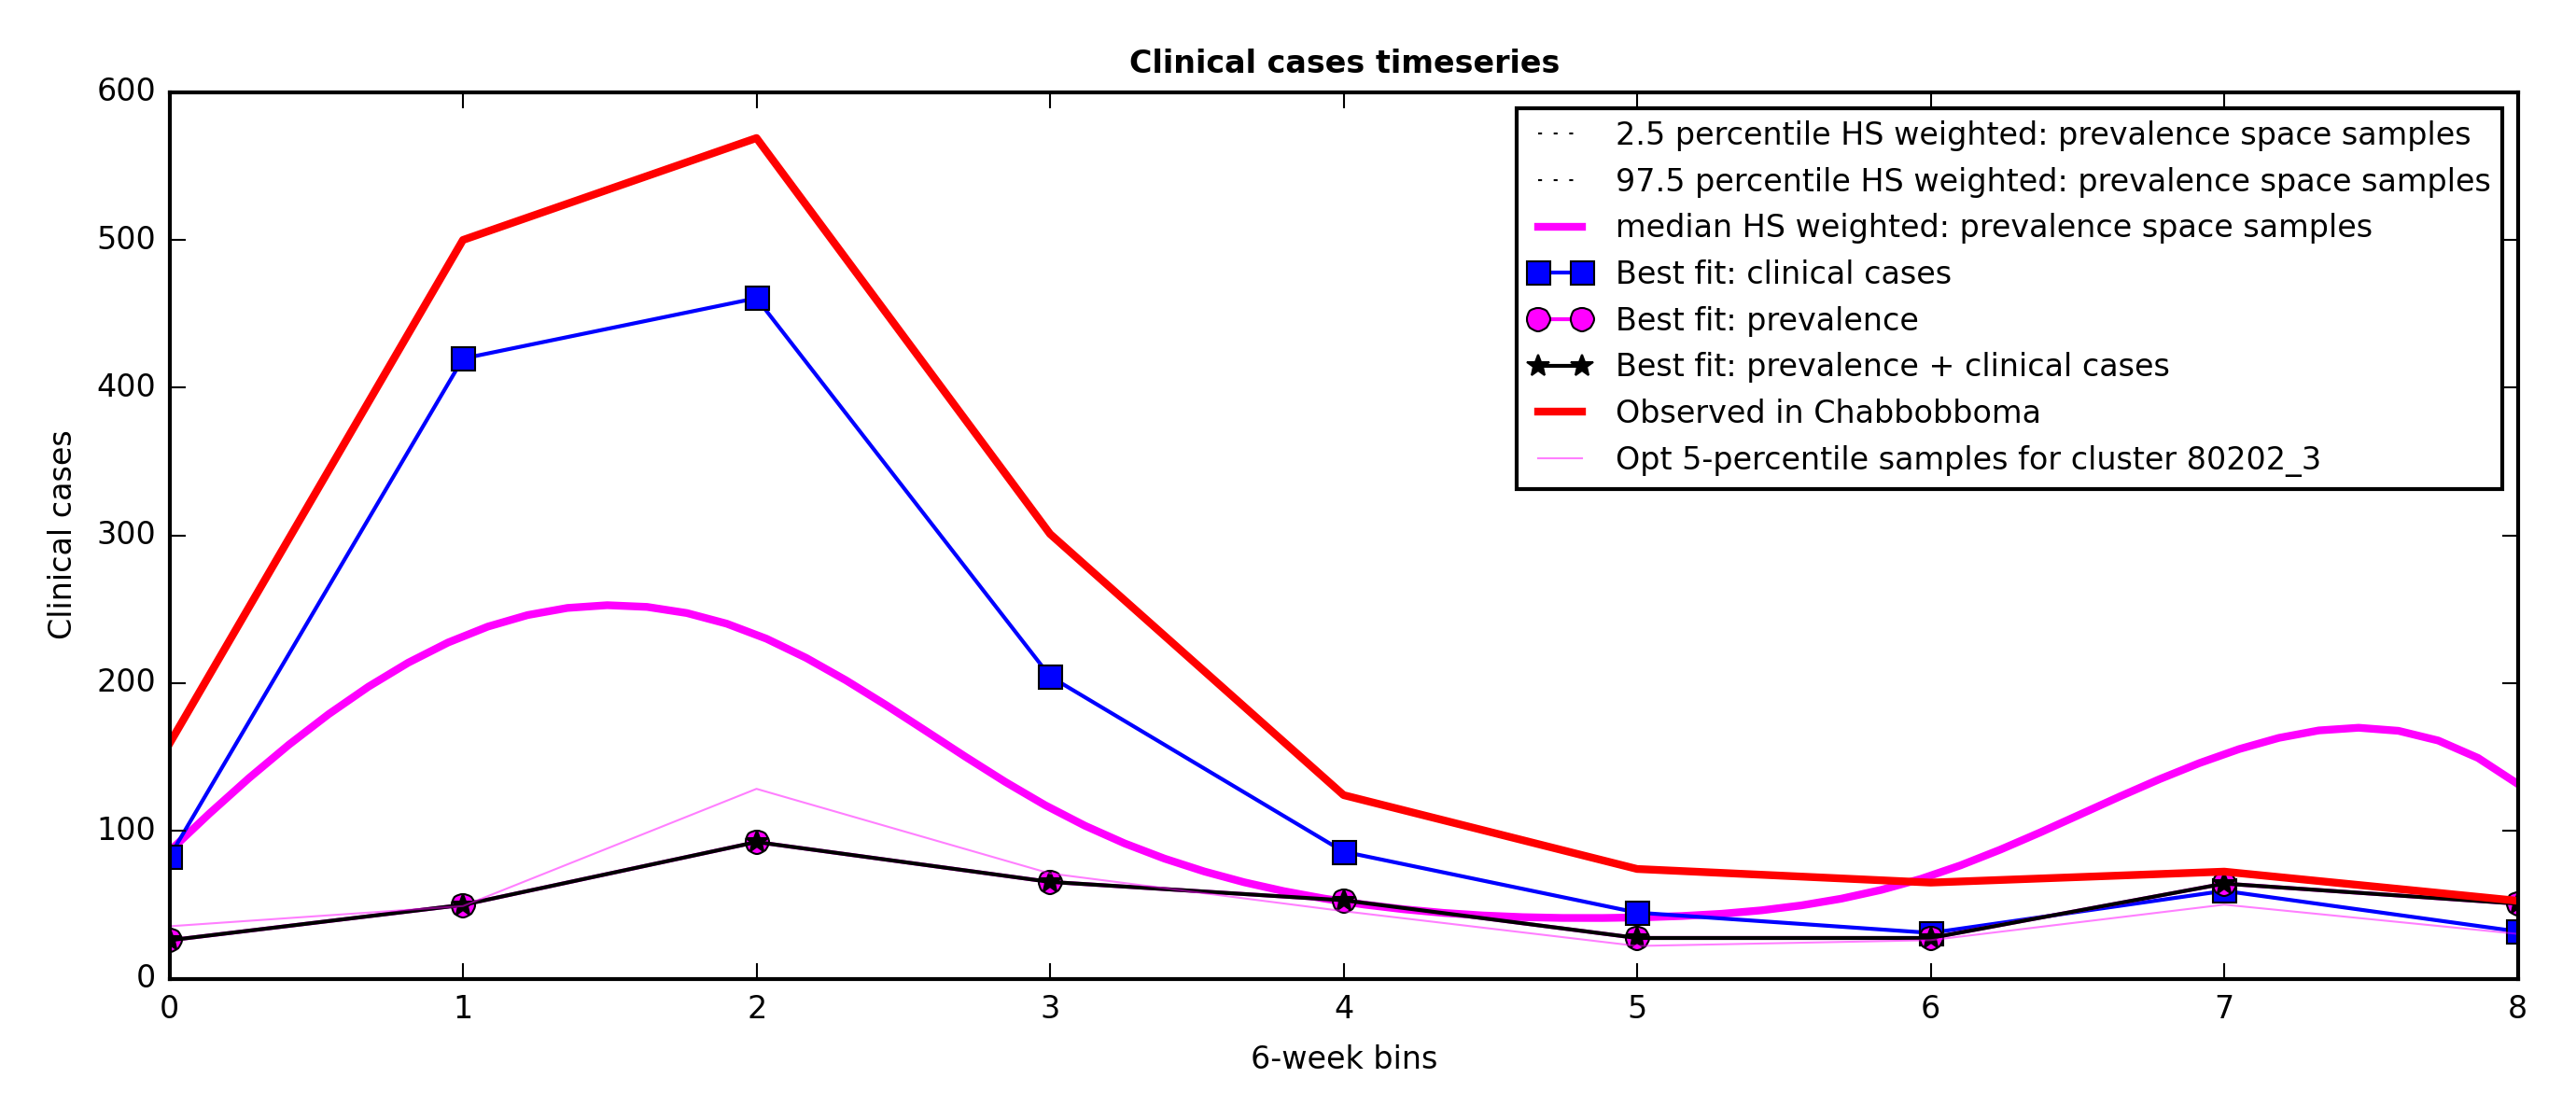 Clinical cases timeseries
600
500
400
300
200
100
0
Clinical cases
2.5 percentile HS weighted: prevalence space samples
97.5 percentile HS weighted: prevalence space samples
median HS weighted: prevalence space samples
Best fit: clinical cases
Best fit: prevalence
Best fit: prevalence + clinical cases
Observed in Chabbobboma
Opt 5-percentile samples for cluster 80202_3
0 1 2 3 4 5 6 7 8
6-week bins